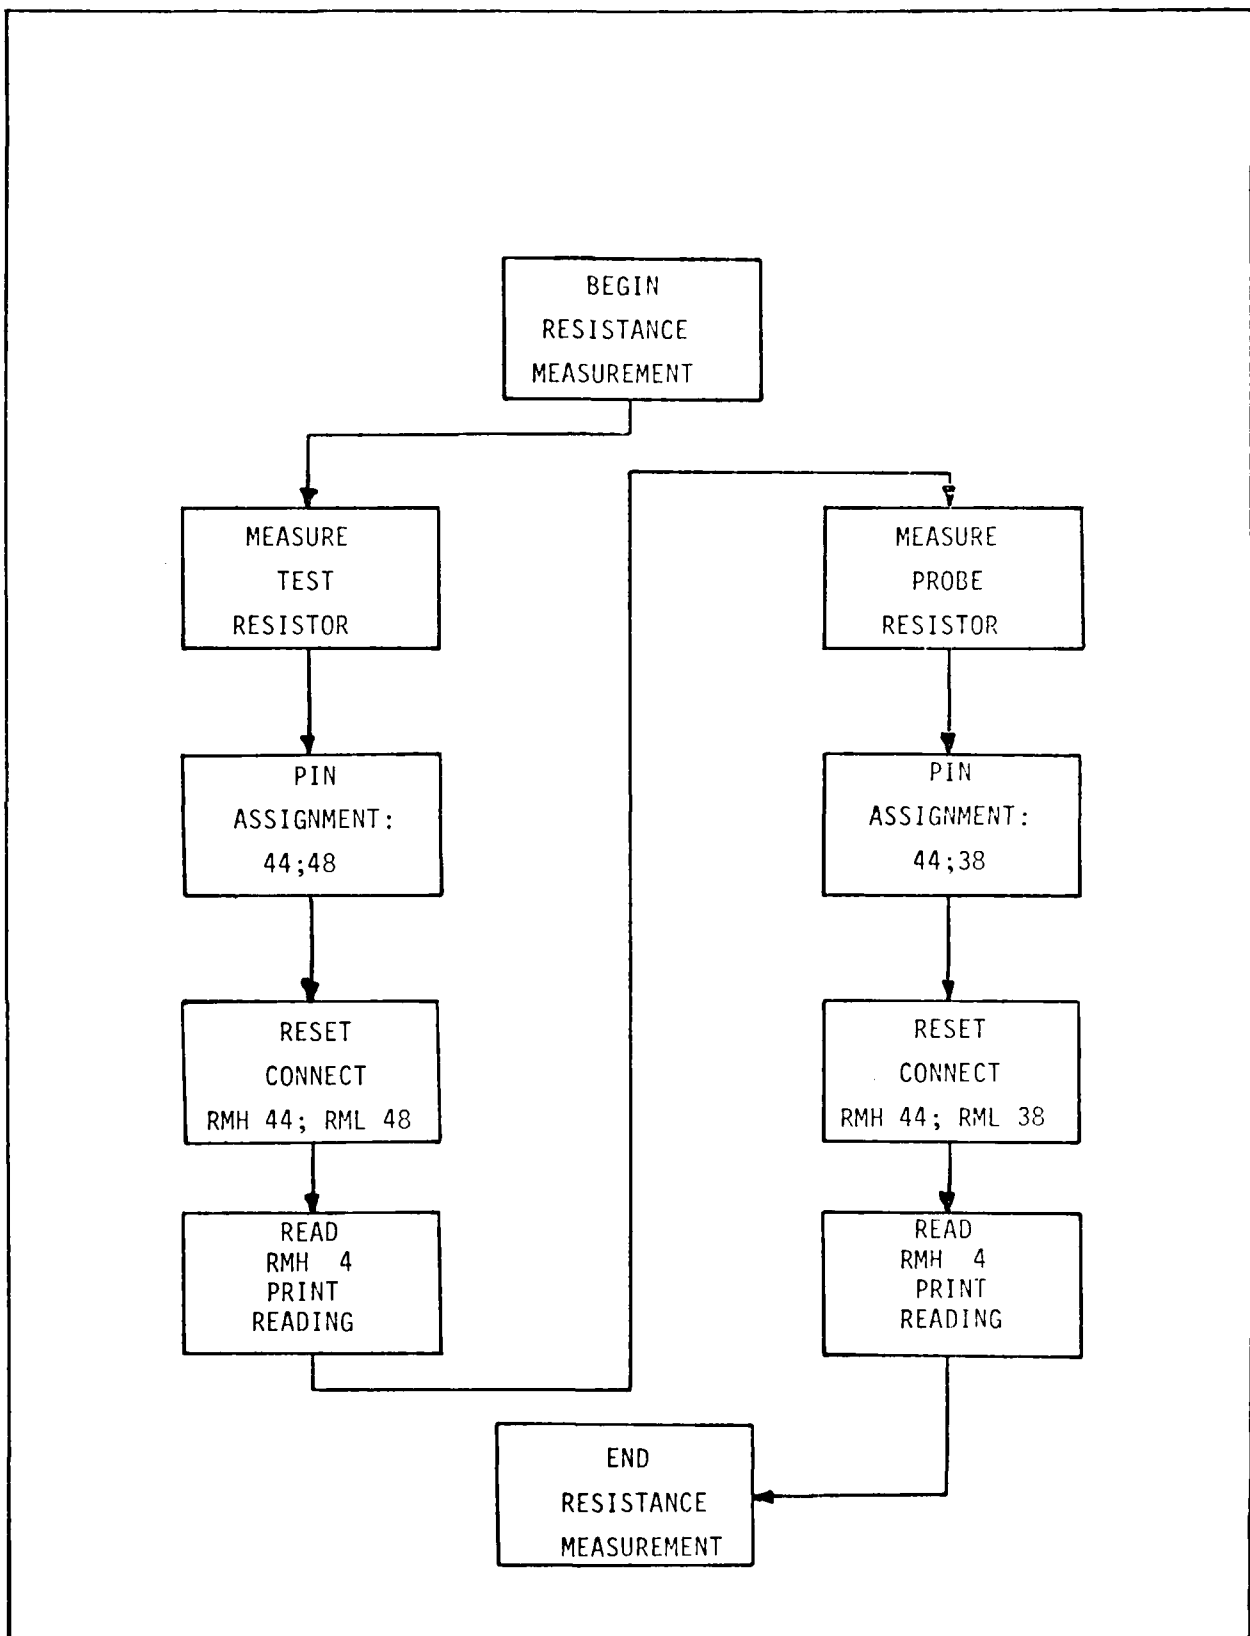 BEGIN
RESISTANCE
MEASUREMENT
MEASURE
TEST
RESISTOR
PIN
ASSIGNMENT:
44;48
RESET
CONNECT
RMH 44; RML 48
READ
RMH 4
PRINT
READING
MEASURE
PROBE
RESISTOR
PIN
ASSIGNMENT:
44;38
RESET
CONNECT
RMH 44; RML 38
READ
RMH 4
PRINT
READING
END
RESISTANCE
MEASUREMENT